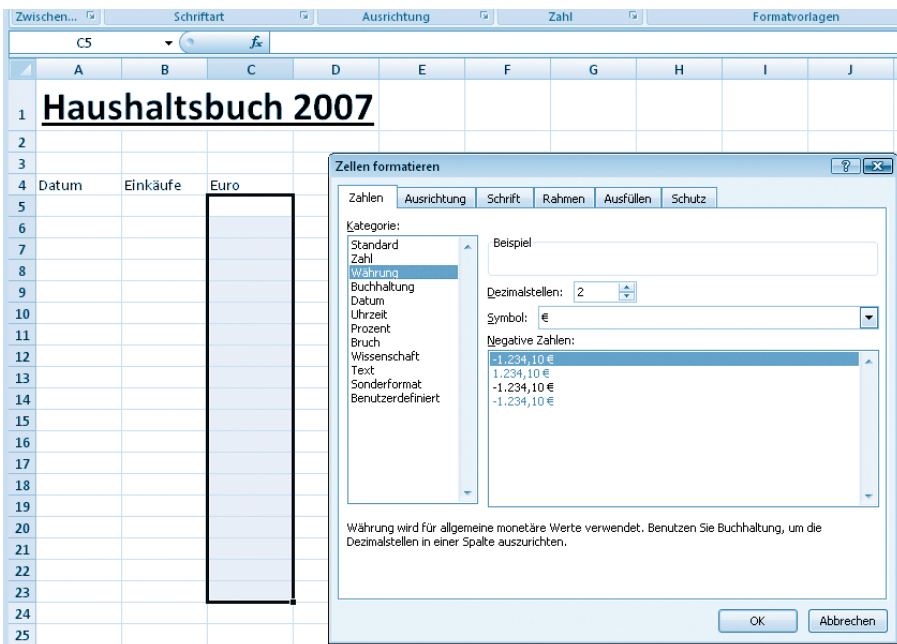 Zwischen... Schriftart Ausrichtung Zahl Formatvorlagen
C5 fx
A B C D E F G H I J
1 Haushaltsbuch 2007
2
3
4 Datum Einkäufe Euro
5
6
7
8
9
10
11
12
13
14
15
16
17
18
19
20
21
22
23
24
25
Zellen formatieren
Zahlen Ausrichtung Schrift Rahmen Ausfüllen Schutz
Kategorie:
Standard
Zahl
Währung
Buchhaltung
Datum
Uhrzeit
Prozent
Bruch
Wissenschaft
Text
Sonderformat
Benutzerdefiniert
Beispiel
Dezimalstellen: 2
Symbol: €
Negative Zahlen:
-1.234,10 €
1.234,10 €
-1.234,10 €
-1.234,10 €
Währung wird für allgemeine monetäre Werte verwendet. Benutzen Sie Buchhaltung, um die
Dezimalstellen in einer Spalte auszurichten.
OK Abbrechen